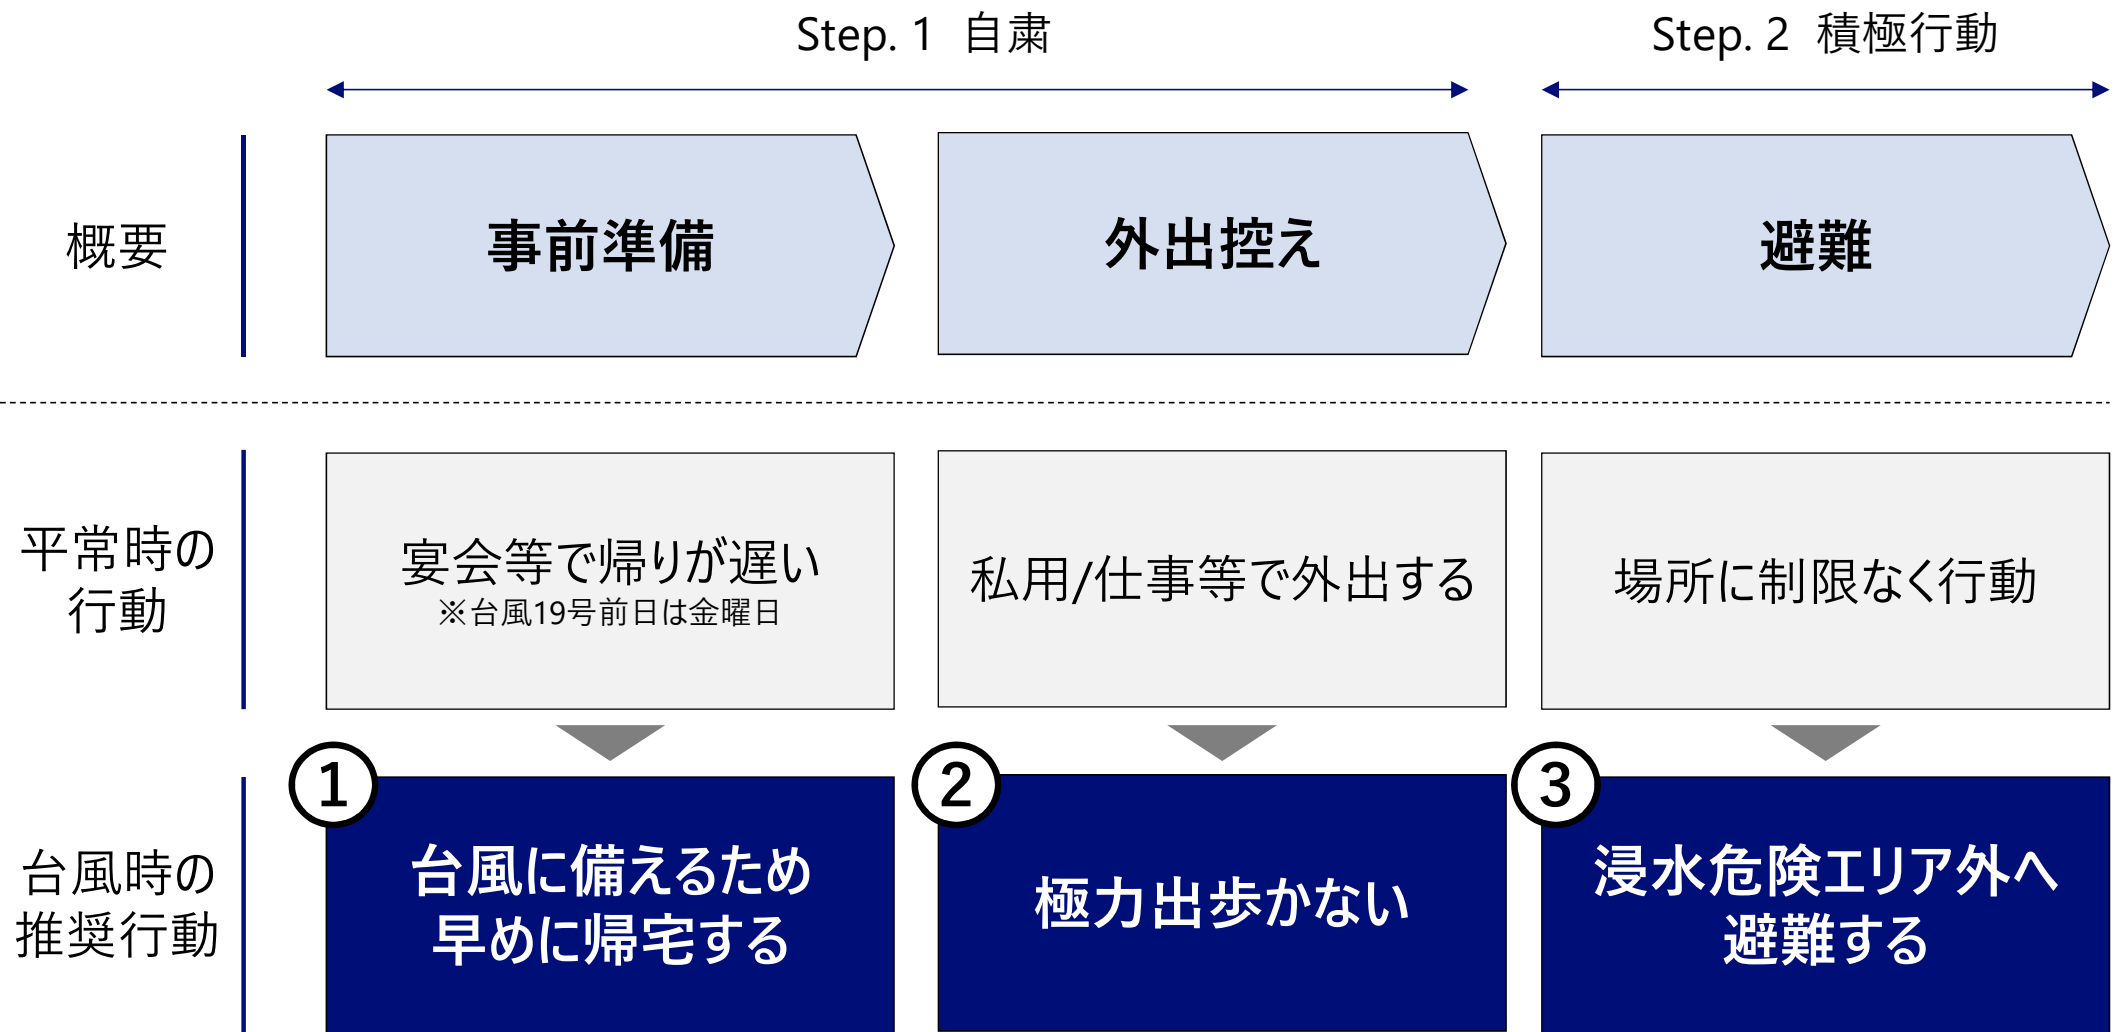 Step. 1 自粛
Step. 2 積極行動
概要
事前準備
外出控え
避難
平常時の
行動
宴会等で帰りが遅い
※台風19号前日は金曜日
私用/仕事等で外出する
場所に制限なく行動
台風時の
推奨行動
1
台風に備えるため
早めに帰宅する
2
極力出歩かない
3
浸水危険エリア外へ
避難する